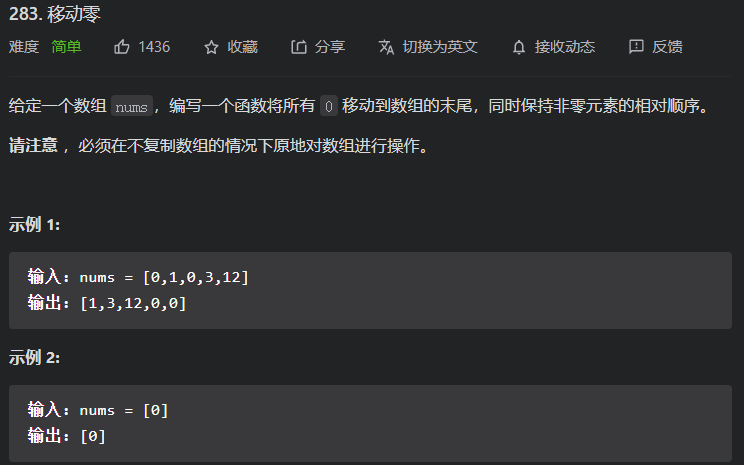 283. 移动零
难度 简单 1436 收藏 分享 切换为英文 接收动态 反馈
给定一个数组 nums，编写一个函数将所有 0 移动到数组的末尾，同时保持非零元素的相对顺序。
请注意 ，必须在不复制数组的情况下原地对数组进行操作。
示例 1:
输入：nums = [0,1,0,3,12]
输出：[1,3,12,0,0]
示例 2:
输入：nums = [0]
输出：[0]